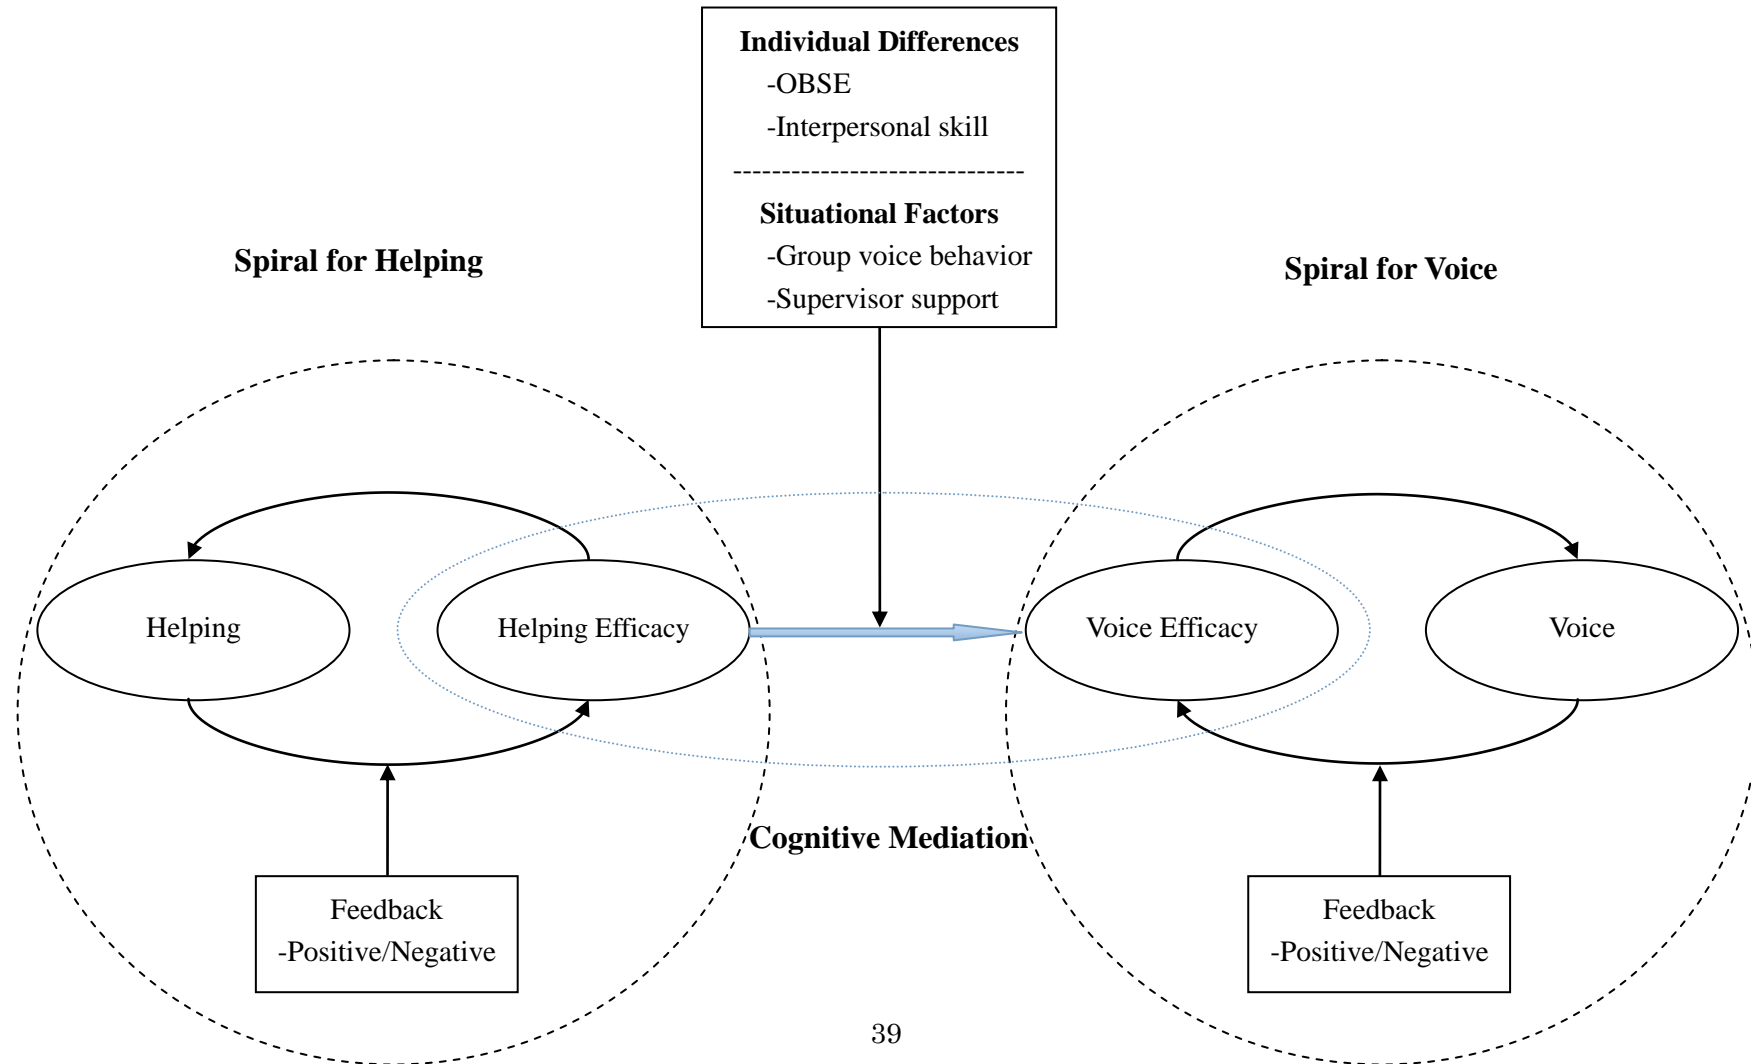 Individual Differences
-OBSE
-Interpersonal skill
------------------------------
Situational Factors
-Group voice behavior
-Supervisor support
Spiral for Helping
Spiral for Voice
Helping
Helping Efficacy
Voice Efficacy
Voice
Cognitive Mediation
Feedback
-Positive/Negative
Feedback
-Positive/Negative
39